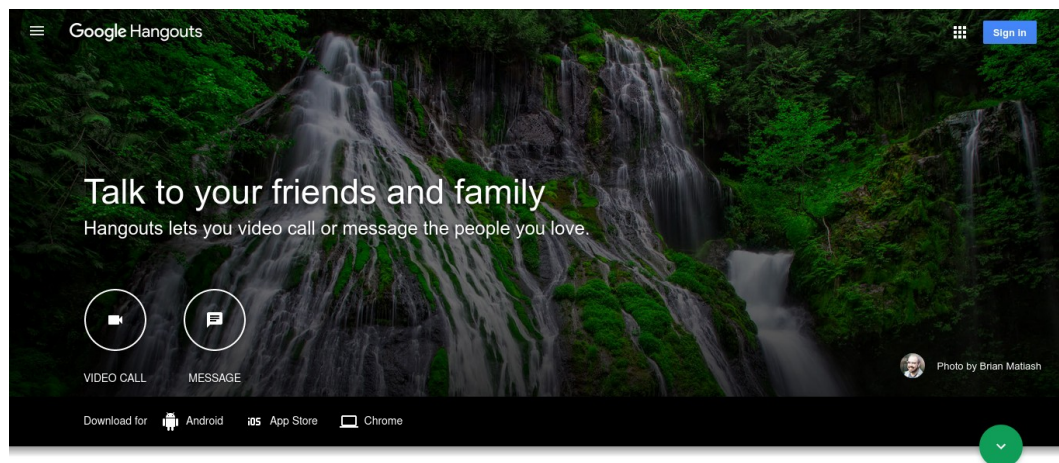 Google Hangouts
Sign in
Talk to your friends and family
Hangouts lets you video call or message the people you love.
VIDEO CALL MESSAGE
Photo by Brian Matiash
Download for Android iOS App Store Chrome